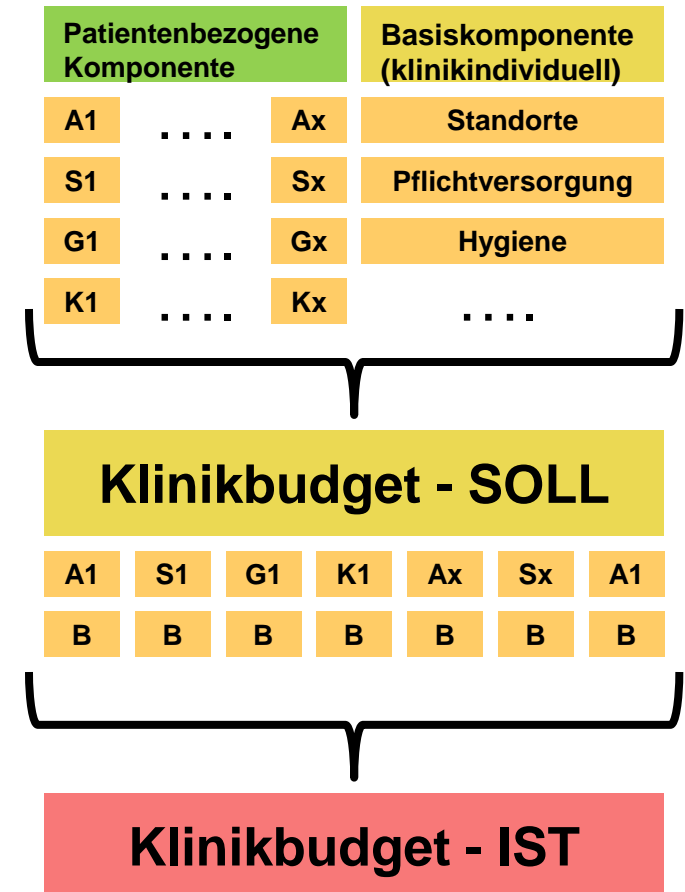 Patientenbezogene Komponente
Basiskomponente (klinikindividuell)
A1 .... Ax Standorte
S1 .... Sx Pflichtversorgung
G1 .... Gx Hygiene
K1 .... Kx ....
Klinikbudget - SOLL
A1 S1 G1 K1 Ax Sx A1
B B B B B B B
Klinikbudget - IST